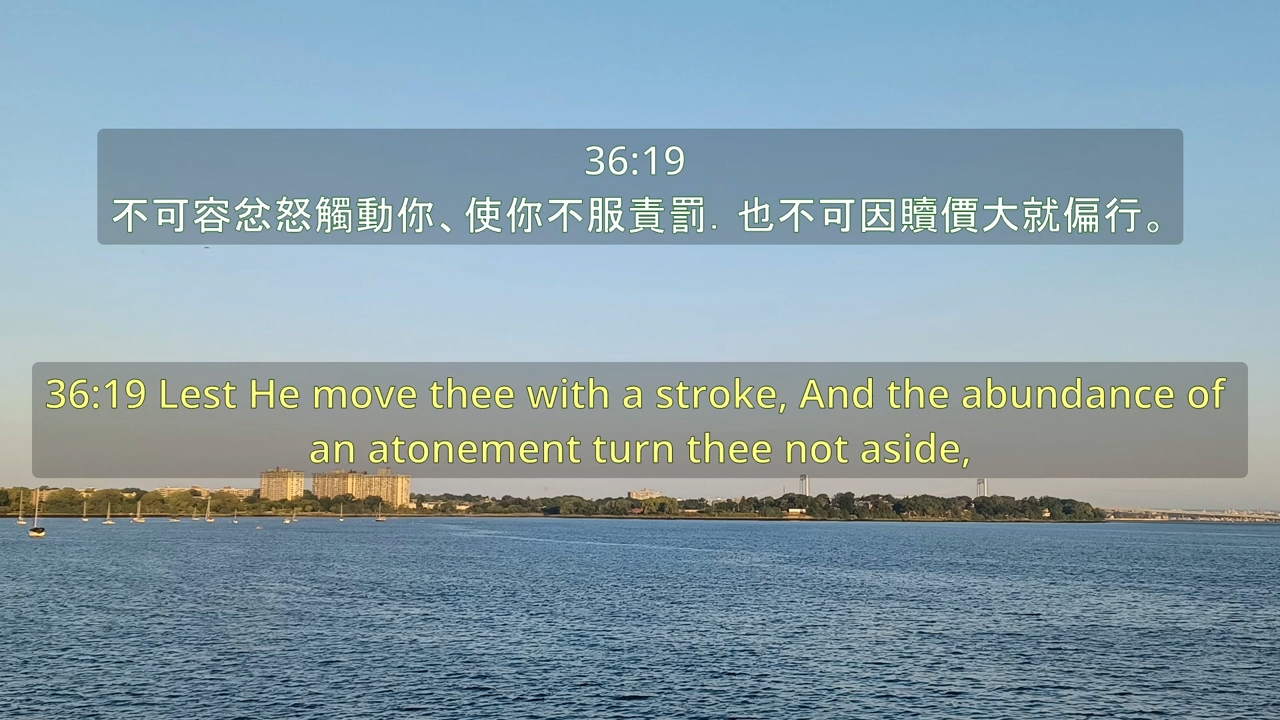 36:19
不可容忿怒觸動你、使你不服責罰. 也不可因贖價大就偏行。
36:19 Lest He move thee with a stroke, And the abundance of
an atonement turn thee not aside,